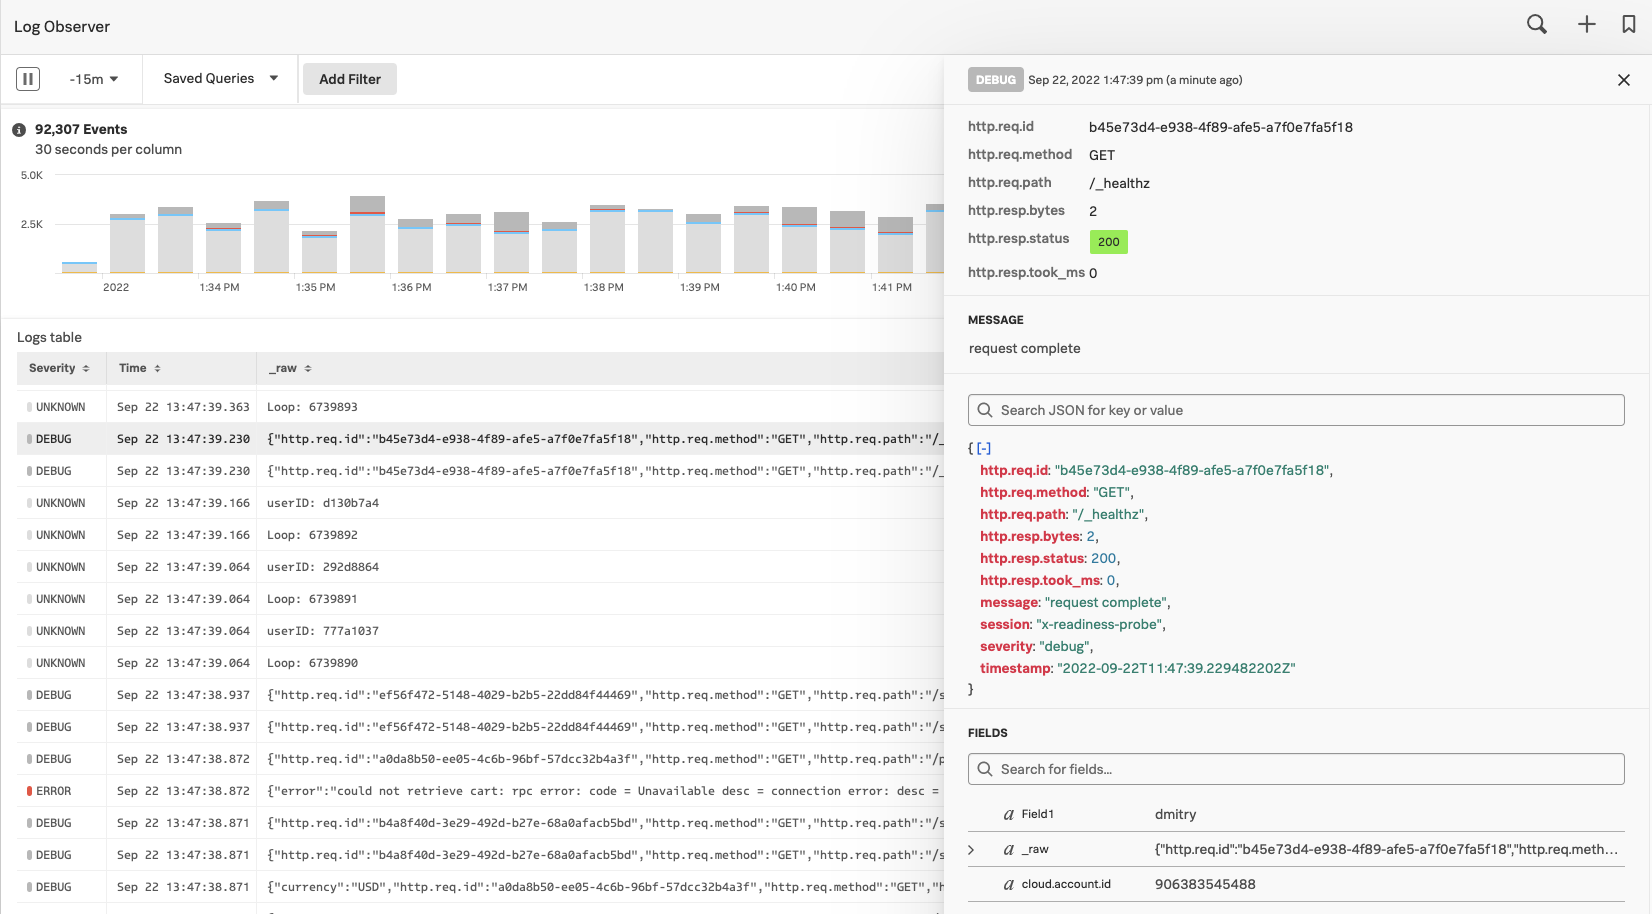 Log Observer
-15m
Saved Queries
Add Filter
92,307 Events
30 seconds per column
5.0K
2.5K
2022
1:34 PM
1:35 PM
1:36 PM
1:37 PM
1:38 PM
1:39 PM
1:40 PM
1:41 PM
Logs table
Severity Time _raw
UNKNOWN Sep 22 13:47:39.363 Loop: 6739893
DEBUG Sep 22 13:47:39.230 {"http.req.id":"b45e73d4-e938-4f89-afe5-a7f0e7fa5f18","http.req.method":"GET","http.req.path":"/_
DEBUG Sep 22 13:47:39.230 {"http.req.id":"b45e73d4-e938-4f89-afe5-a7f0e7fa5f18","http.req.method":"GET","http.req.path":"/_
UNKNOWN Sep 22 13:47:39.166 userID: d130b7a4
UNKNOWN Sep 22 13:47:39.166 Loop: 6739892
UNKNOWN Sep 22 13:47:39.064 userID: 292d8864
UNKNOWN Sep 22 13:47:39.064 Loop: 6739891
UNKNOWN Sep 22 13:47:39.064 userID: 777a1037
UNKNOWN Sep 22 13:47:39.064 Loop: 6739890
DEBUG Sep 22 13:47:38.937 {"http.req.id":"ef56f472-5148-4029-b2b5-22dd84f44469","http.req.method":"GET","http.req.path":"/s
DEBUG Sep 22 13:47:38.937 {"http.req.id":"ef56f472-5148-4029-b2b5-22dd84f44469","http.req.method":"GET","http.req.path":"/s
DEBUG Sep 22 13:47:38.872 {"http.req.id":"a0da8b50-ee05-4c6b-96bf-57dcc32b4a3f","http.req.method":"GET","http.req.path":"/p
ERROR Sep 22 13:47:38.872 {"error":"could not retrieve cart: rpc error: code = Unavailable desc = connection error: desc =
DEBUG Sep 22 13:47:38.871 {"http.req.id":"b4a8f40d-3e29-492d-b27e-68a0afacb5bd","http.req.method":"GET","http.req.path":"/s
DEBUG Sep 22 13:47:38.871 {"http.req.id":"b4a8f40d-3e29-492d-b27e-68a0afacb5bd","http.req.method":"GET","http.req.path":"/s
DEBUG Sep 22 13:47:38.871 {"currency":"USD","http.req.id":"a0da8b50-ee05-4c6b-96bf-57dcc32b4a3f","http.req.method":"GET","h
DEBUG Sep 22, 2022 1:47:39 pm (a minute ago)
http.req.id b45e73d4-e938-4f89-afe5-a7f0e7fa5f18
http.req.method GET
http.req.path /_healthz
http.resp.bytes 2
http.resp.status 200
http.resp.took_ms 0
MESSAGE
request complete
Search JSON for key or value
{ [-]
http.req.id: "b45e73d4-e938-4f89-afe5-a7f0e7fa5f18",
http.req.method: "GET",
http.req.path: "/_healthz",
http.resp.bytes: 2,
http.resp.status: 200,
http.resp.took_ms: 0,
message: "request complete",
session: "x-readiness-probe",
severity: "debug",
timestamp: "2022-09-22T11:47:39.229482202Z"
}
FIELDS
Search for fields...
a Field1 dmitry
a _raw {"http.req.id":"b45e73d4-e938-4f89-afe5-a7f0e7fa5f18","http.req.meth...
a cloud.account.id 906383545488